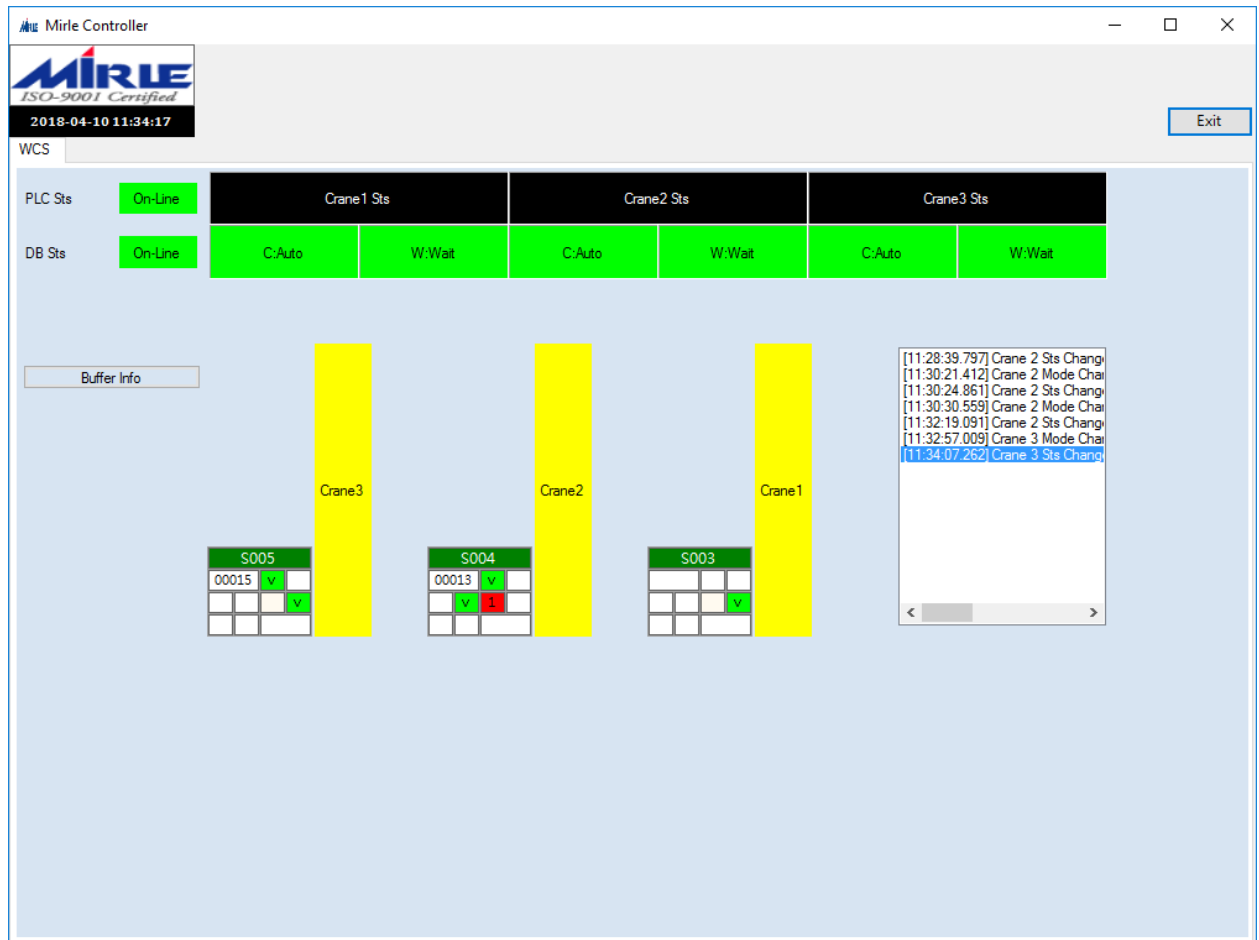 MIRLE Mirle Controller
MIRLE
ISO-9001 Certified
2018-04-10 11:34:17
Exit
WCS
PLC Sts On-Line Crane1 Sts Crane2 Sts Crane3 Sts
DB Sts On-Line C:Auto W:Wait C:Auto W:Wait C:Auto W:Wait
Buffer Info
[11:28:39.797] Crane 2 Sts Chang
[11:30:21.412] Crane 2 Mode Cha
[11:30:24.861] Crane 2 Sts Chang
[11:30:30.559] Crane 2 Mode Cha
[11:32:19.091] Crane 2 Sts Chang
[11:32:57.009] Crane 3 Mode Cha
[11:34:07.262] Crane 3 Sts Chang
Crane3 Crane2 Crane1
S005 S004 S003
00015 v 00013 v
v v 1 v